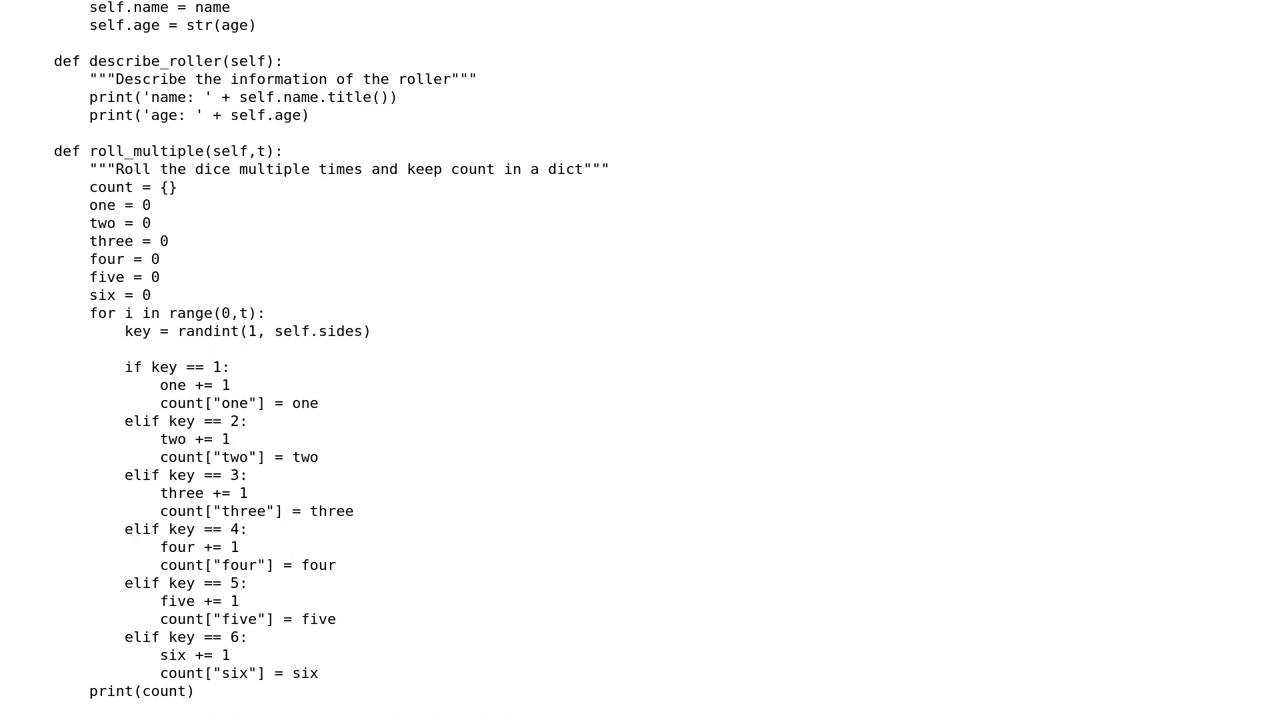 self.name = name
        self.age = str(age)

    def describe_roller(self):
        """Describe the information of the roller"""
        print('name: ' + self.name.title())
        print('age: ' + self.age)

    def roll_multiple(self,t):
        """Roll the dice multiple times and keep count in a dict"""
        count = {}
        one = 0
        two = 0
        three = 0
        four = 0
        five = 0
        six = 0
        for i in range(0,t):
            key = randint(1, self.sides)

            if key == 1:
                one += 1
                count["one"] = one
            elif key == 2:
                two += 1
                count["two"] = two
            elif key == 3:
                three += 1
                count["three"] = three
            elif key == 4:
                four += 1
                count["four"] = four
            elif key == 5:
                five += 1
                count["five"] = five
            elif key == 6:
                six += 1
                count["six"] = six
        print(count)